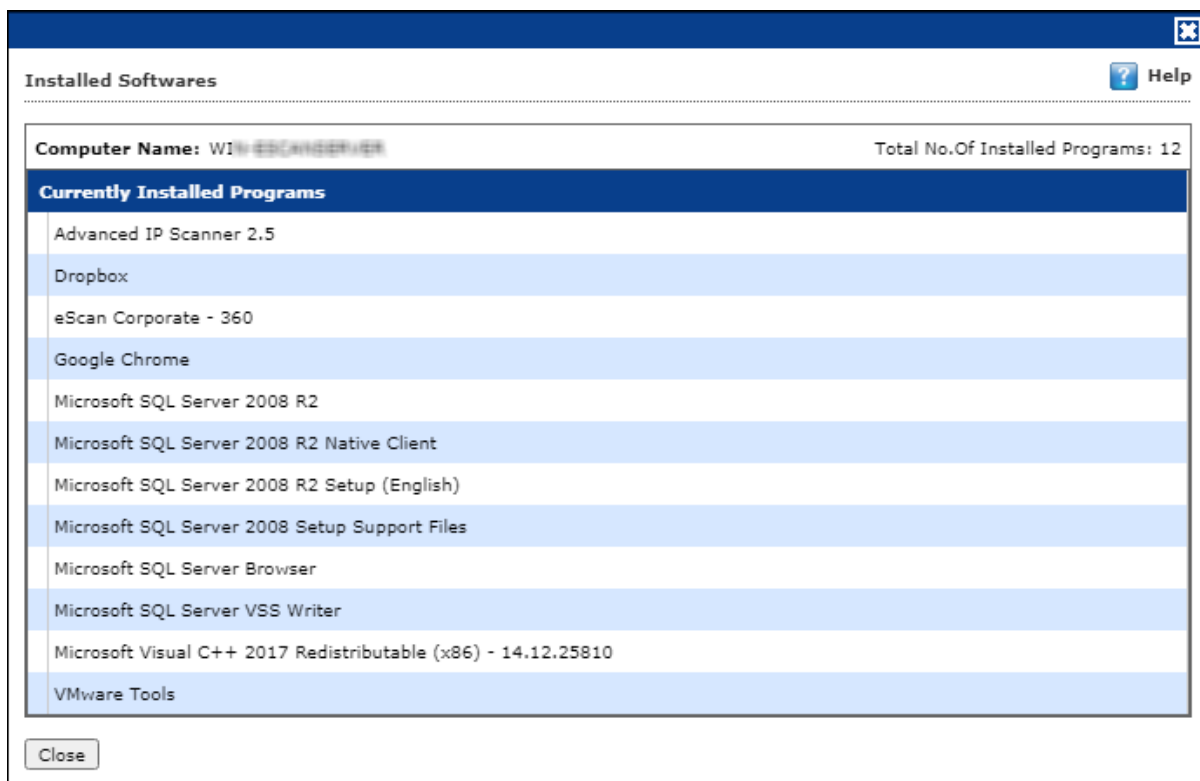 Installed Softwares
? Help
Computer Name: WI
Total No.Of Installed Programs: 12
Currently Installed Programs
Advanced IP Scanner 2.5
Dropbox
eScan Corporate - 360
Google Chrome
Microsoft SQL Server 2008 R2
Microsoft SQL Server 2008 R2 Native Client
Microsoft SQL Server 2008 R2 Setup (English)
Microsoft SQL Server 2008 Setup Support Files
Microsoft SQL Server Browser
Microsoft SQL Server VSS Writer
Microsoft Visual C++ 2017 Redistributable (x86) - 14.12.25810
VMware Tools
Close